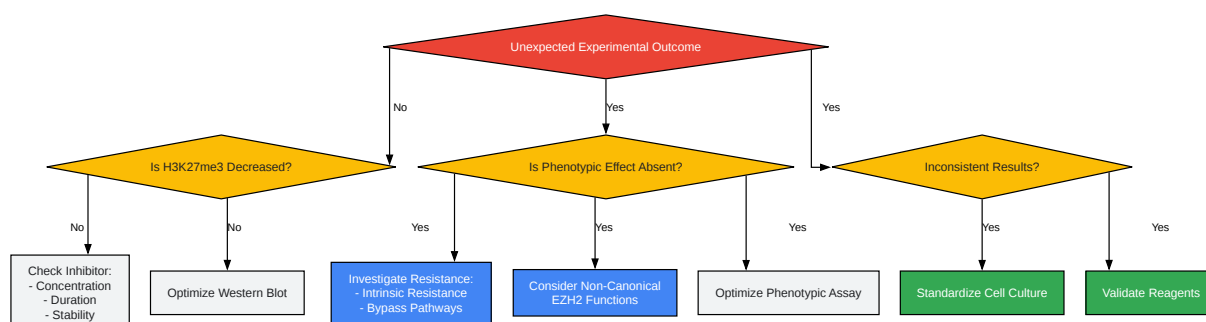 Unexpected Experimental Outcome
No
Yes
Yes
Is H3K27me3 Decreased?
Is Phenotypic Effect Absent?
Inconsistent Results?
No
No
Yes
Yes
Yes
Yes
Yes
Check Inhibitor:
- Concentration
- Duration
- Stability
Optimize Western Blot
Investigate Resistance:
- Intrinsic Resistance
- Bypass Pathways
Consider Non-Canonical
EZH2 Functions
Optimize Phenotypic Assay
Standardize Cell Culture
Validate Reagents